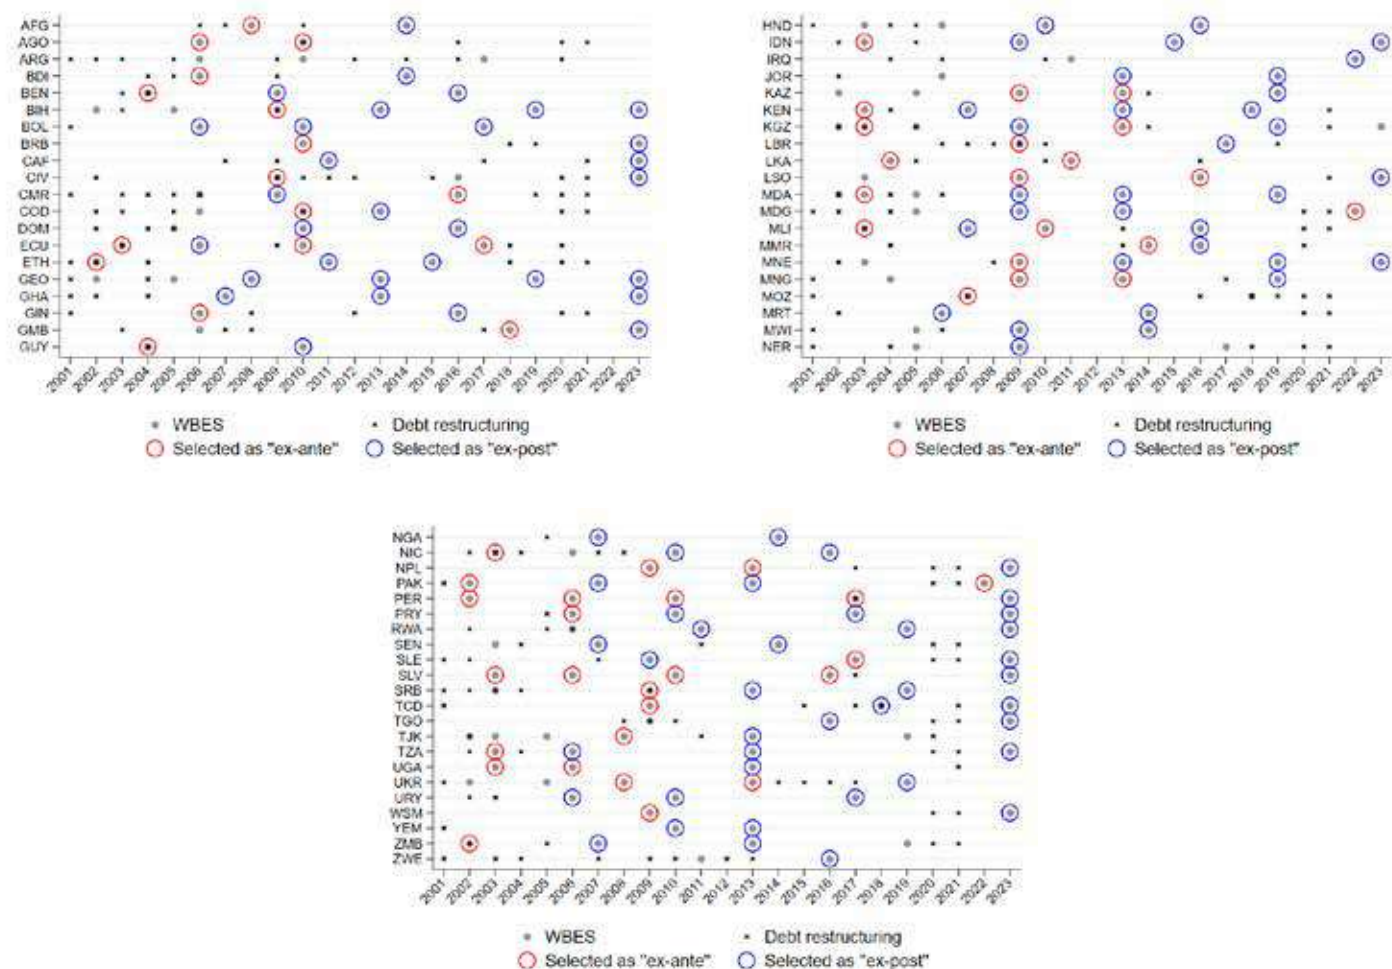 AFG
AGO
ARG
BDI
BEN
BIH
BOL
BRB
CAF
CIV
CMR
COD
DOM
ECU
ETH
GEO
GHA
GIN
GMB
GUY
2001 2002 2003 2004 2005 2006 2007 2008 2009 2010 2011 2012 2013 2014 2015 2016 2017 2018 2019 2020 2021 2022 2023
WBES Debt restructuring
Selected as "ex-ante" Selected as "ex-post"
HND
IDN
IRQ
JOR
KAZ
KEN
KGZ
LBR
LKA
LSO
MDA
MDG
MLI
MMR
MNE
MNG
MOZ
MRT
MWI
NER
2001 2002 2003 2004 2005 2006 2007 2008 2009 2010 2011 2012 2013 2014 2015 2016 2017 2018 2019 2020 2021 2022 2023
WBES Debt restructuring
Selected as "ex-ante" Selected as "ex-post"
NGA
NIC
NPL
PAK
PER
PRY
RWA
SEN
SLE
SLV
SRB
TCD
TGO
TJK
TZA
UGA
UKR
URY
WSM
YEM
ZMB
ZWE
2001 2002 2003 2004 2005 2006 2007 2008 2009 2010 2011 2012 2013 2014 2015 2016 2017 2018 2019 2020 2021 2022 2023
WBES Debt restructuring
Selected as "ex-ante" Selected as "ex-post"